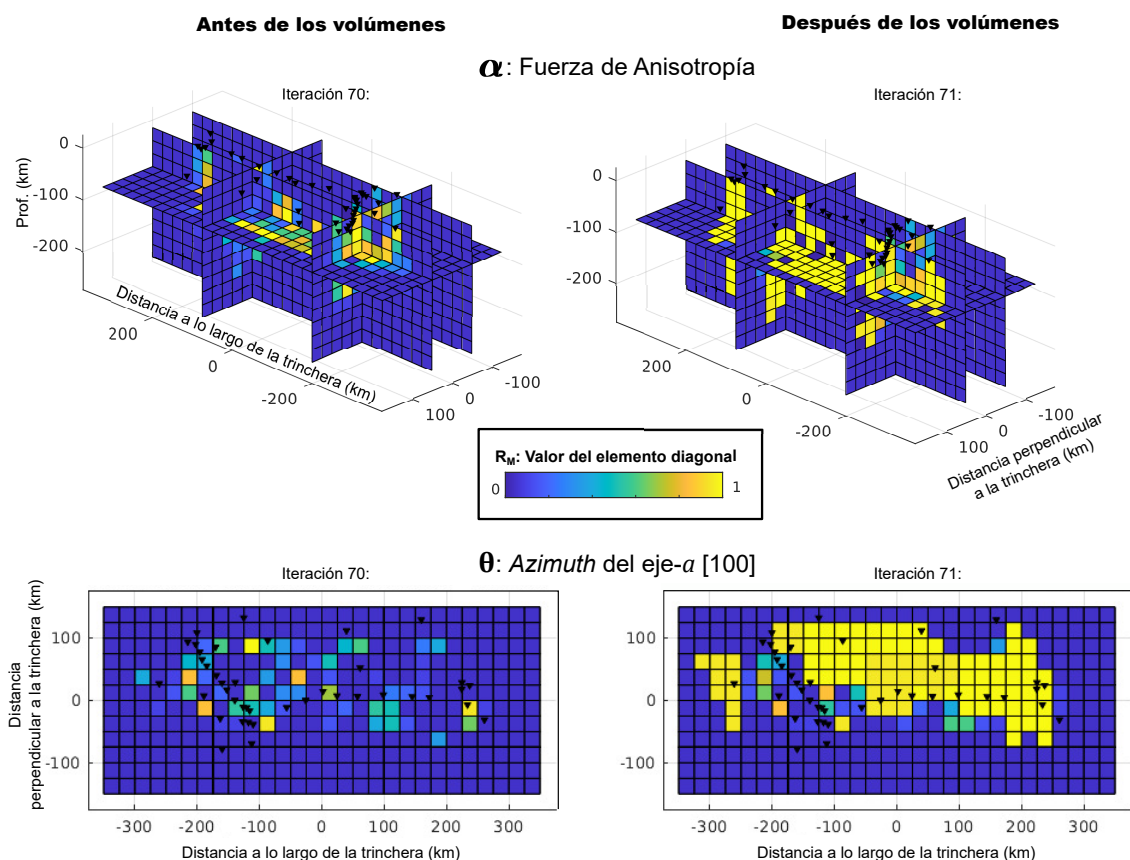 Antes de los volúmenes
Después de los volúmenes
α: Fuerza de Anisotropía
Iteración 70:
Iteración 71:
0
-100
-200
Prof. (km)
Distancia a lo largo de la trinchera (km)
200
0
-200
100
0
-100
0
-100
-200
200
0
-200
100
0
-100
Distancia perpendicular
a la trinchera (km)
R_M: Valor del elemento diagonal
0
1
θ: Azimuth del eje-a [100]
Iteración 70:
Iteración 71:
Distancia
perpendicular a la trinchera (km)
100
0
-100
-300
-200
-100
0
100
200
300
Distancia a lo largo de la trinchera (km)
100
0
-100
-300
-200
-100
0
100
200
300
Distancia a lo largo de la trinchera (km)